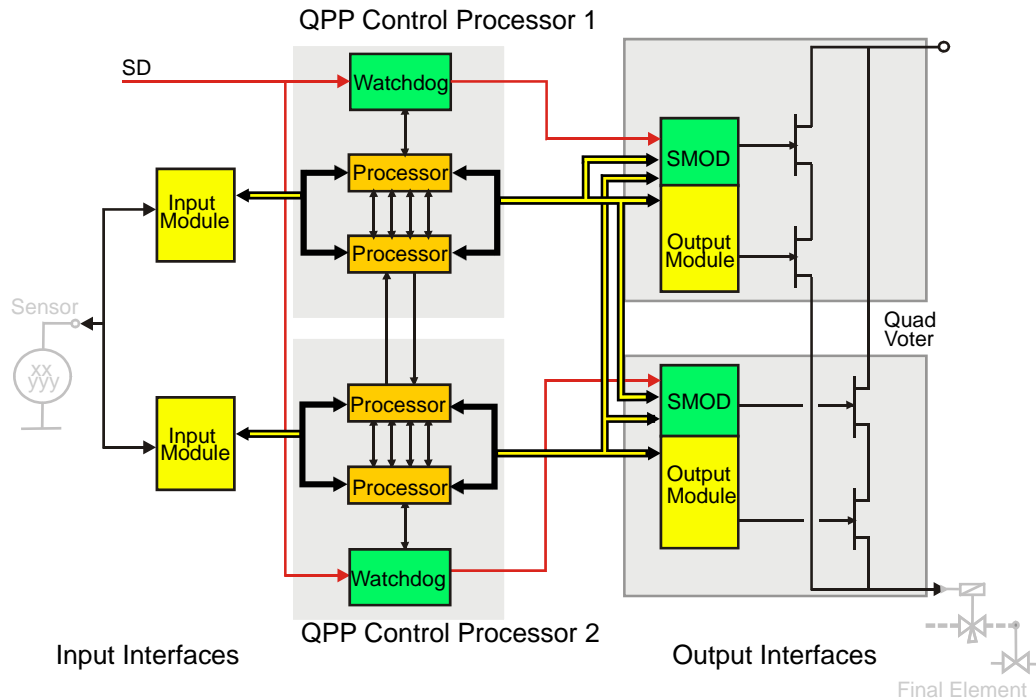 QPP Control Processor 1
SD
Watchdog
SMOD
Processor
Input
Module
Output
Module
Processor
Sensor
xx
yyy
Quad
Voter
Processor
SMOD
Input
Module
Output
Module
Processor
Watchdog
QPP Control Processor 2
Input Interfaces
Output Interfaces
Final Element